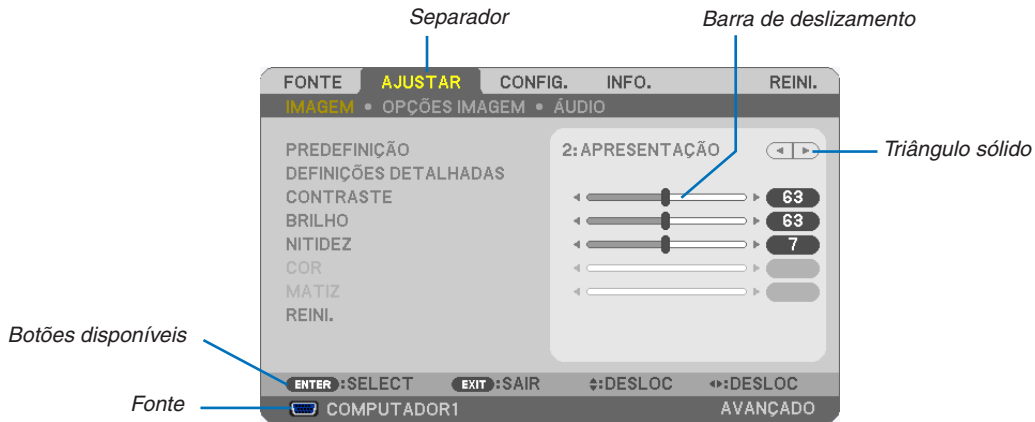 Separador
Barra de deslizamento
FONTE AJUSTAR CONFIG. INFO. REINI.
IMAGEM • OPÇÕES IMAGEM • ÁUDIO
PREDEFINIÇÃO 2:APRESENTAÇÃO
Triângulo sólido
DEFINIÇÕES DETALHADAS
CONTRASTE 63
BRILHO 63
NITIDEZ 7
COR
MATIZ
REINI.
Botões disponíveis
ENTER :SELECT EXIT :SAIR :DESLOC :DESLOC
Fonte
COMPUTADOR1 AVANÇADO